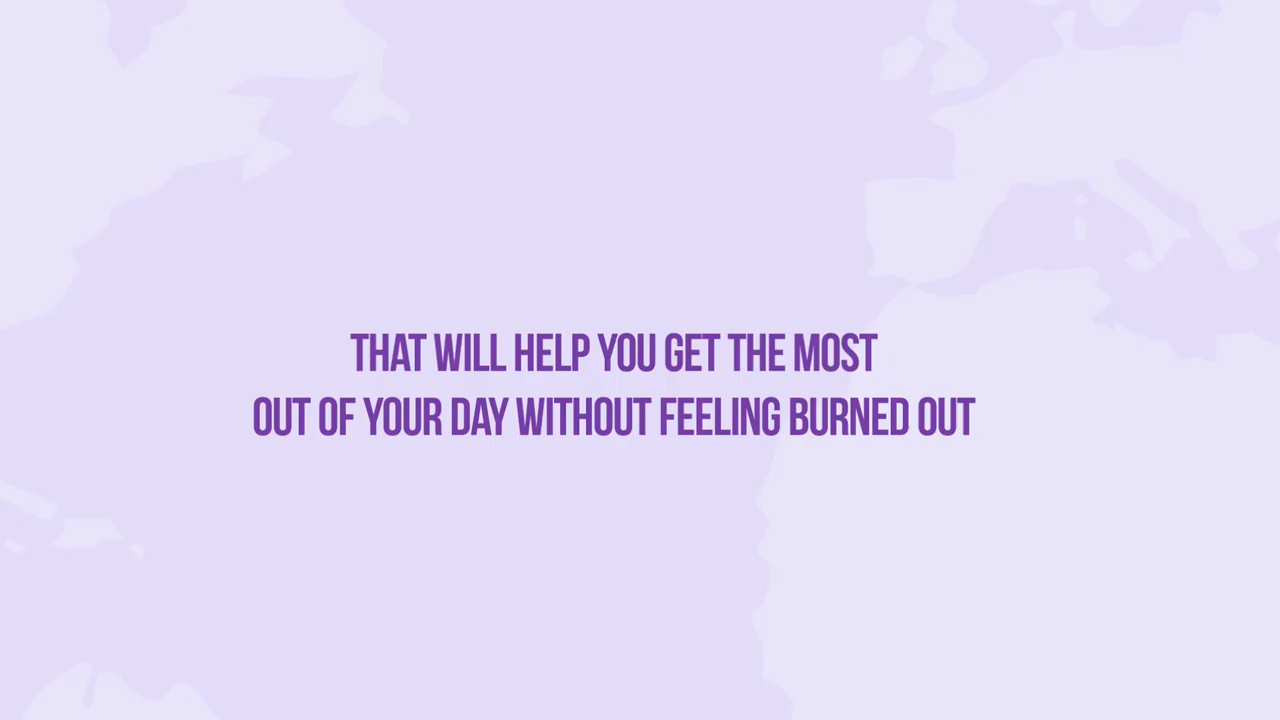 THAT WILL HELP YOU GET THE MOST
OUT OF YOUR DAY WITHOUT FEELING BURNED OUT